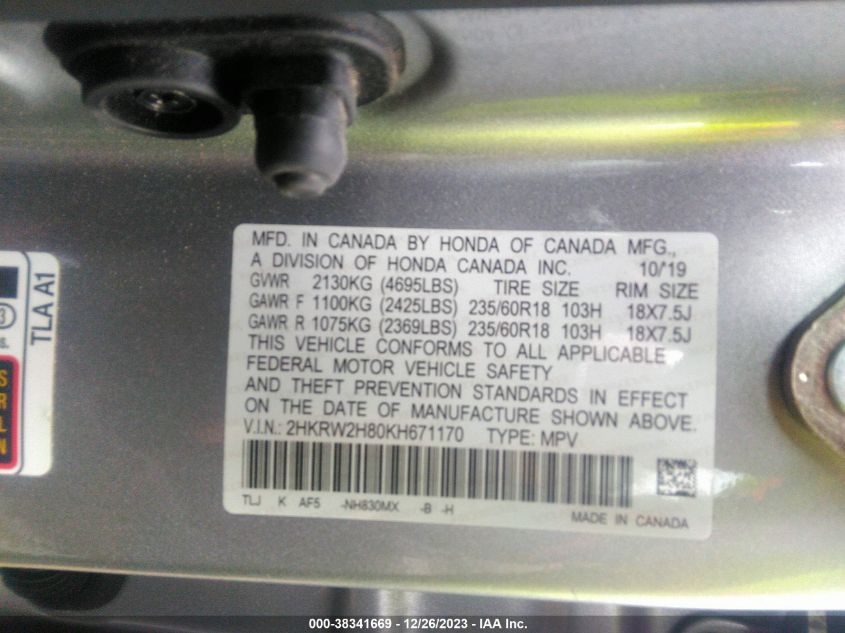 MFD. IN CANADA BY HONDA OF CANADA MFG.,
A DIVISION OF HONDA CANADA INC. 10/'19
GVWR 2130KG (4695LBS) TIRE SIZE RIM SIZE
GAWR F 1100KG (2425LBS) 235/60R18 103H 18X7.5J
GAWR R 1075KG (2369LBS) 235/60R18 103H 18X7.5J
THIS VEHICLE CONFORMS TO ALL APPLICABLE
FEDERAL MOTOR VEHICLE SAFETY
AND THEFT PREVENTION STANDARDS IN EFFECT
ON THE DATE OF MANUFACTURE SHOWN ABOVE.
V.I.N.: 2HKRW2H80KH671170 TYPE: MPV
TLJ K AF5 -NH830MX -B -H
MADE IN CANADA
TLA A1
000-38341669 - 12/26/2023 - IAA Inc.